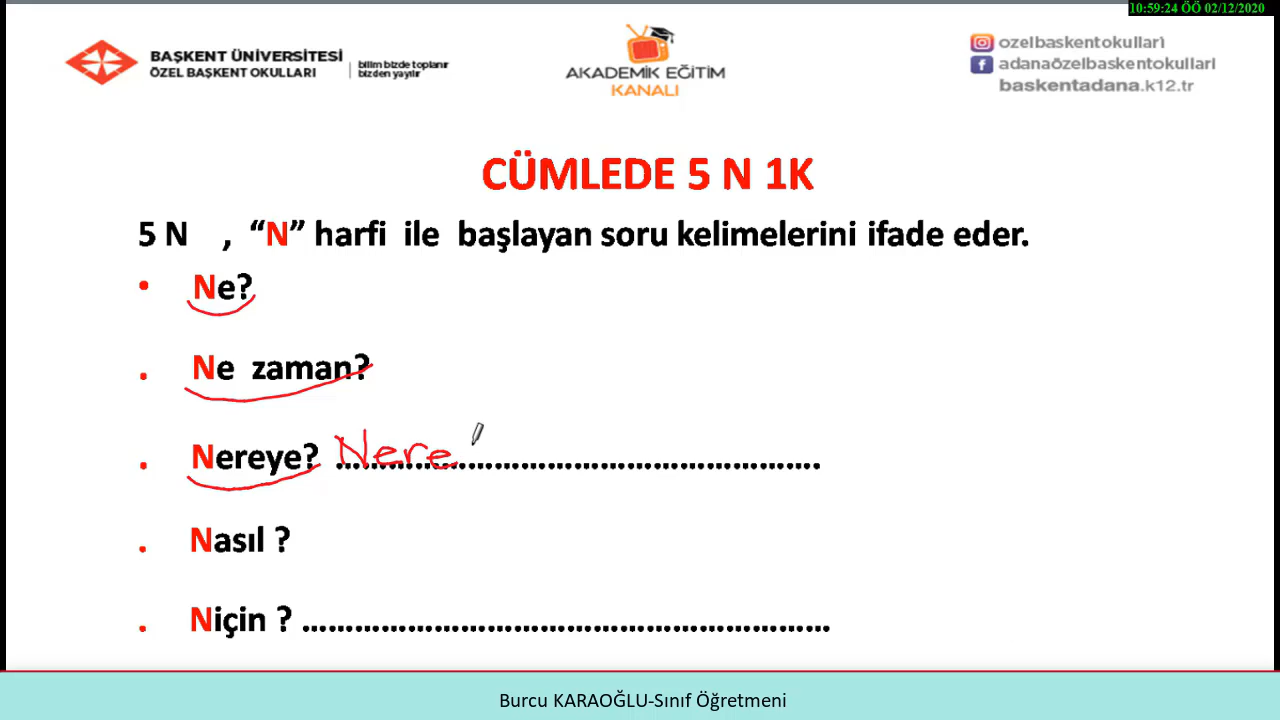 10:59:24 ÖÖ 02/12/2020
BAŞKENT ÜNİVERSİTESİ
ÖZEL BAŞKENT OKULLARI
bilim bizde toplanır
bizden yayılır
AKADEMİK EĞİTİM
KANALI
ozelbaskentokullari
adanaözelbaskentokullari
baskentadana.k12.tr
CÜMLEDE 5 N 1K
5 N , “N” harfi ile başlayan soru kelimelerini ifade eder.
• Ne?
. Ne zaman?
. Nereye? Nere ……………………………………………….
. Nasıl ?
. Niçin ? ……………………………………………………
Burcu KARAOĞLU-Sınıf Öğretmeni